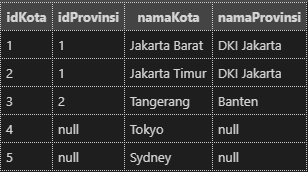 idKota idProvinsi namaKota namaProvinsi
1 1 Jakarta Barat DKI Jakarta
2 1 Jakarta Timur DKI Jakarta
3 2 Tangerang Banten
4 null Tokyo null
5 null Sydney null